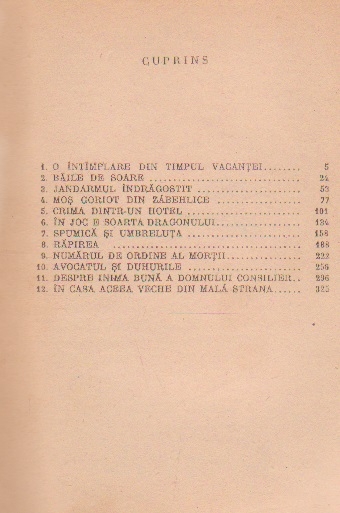 CUPRINS
1. O ÎNTÎMPLARE DIN TIMPUL VACANȚEI........ 5
2. BĂILE DE SOARE .............................. 24
3. JANDARMUL ÎNDRĂGOSTIT ..................... 53
4. MOȘ GORIOT DIN ZÁBEHLICE .................. 77
5. CRIMA DINTR-UN HOTEL ....................... 101
6. ÎN JOC E SOARTA DRAGONULUI ................ 134
7. SPUMICĂ ȘI UMBRELUȚA ....................... 158
8. RĂPIREA .................................... 188
9. NUMĂRUL DE ORDINE AL MORȚII ............... 222
10. AVOCATUL ȘI DUHURILE ...................... 256
11. DESPRE INIMA BUNĂ A DOMNULUI CONSILIER.. 296
12. ÎN CASA ACEEA VECHE DIN MALÁ STRANA...... 325